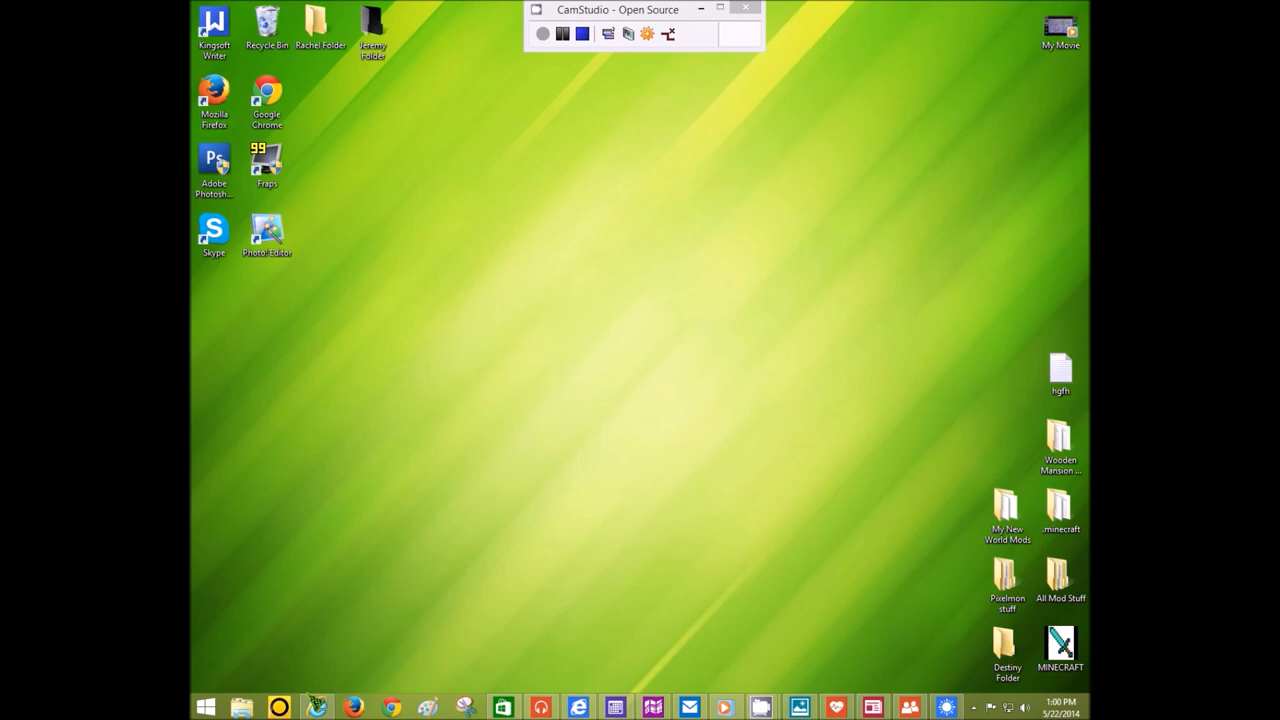 CamStudio - Open Source
Kingsoft
Writer
Recycle Bin
Rachel Folder
Jeremy
Folder
My Movie
Mozilla
Firefox
Google
Chrome
Ps
Adobe
Photosh...
99
Fraps
Skype
Photo! Editor
hgfh
Wooden
Mansion ...
My New
World Mods
.minecraft
Pixelmon
stuff
All Mod Stuff
Destiny
Folder
MINECRAFT
1:00 PM
5/22/2014